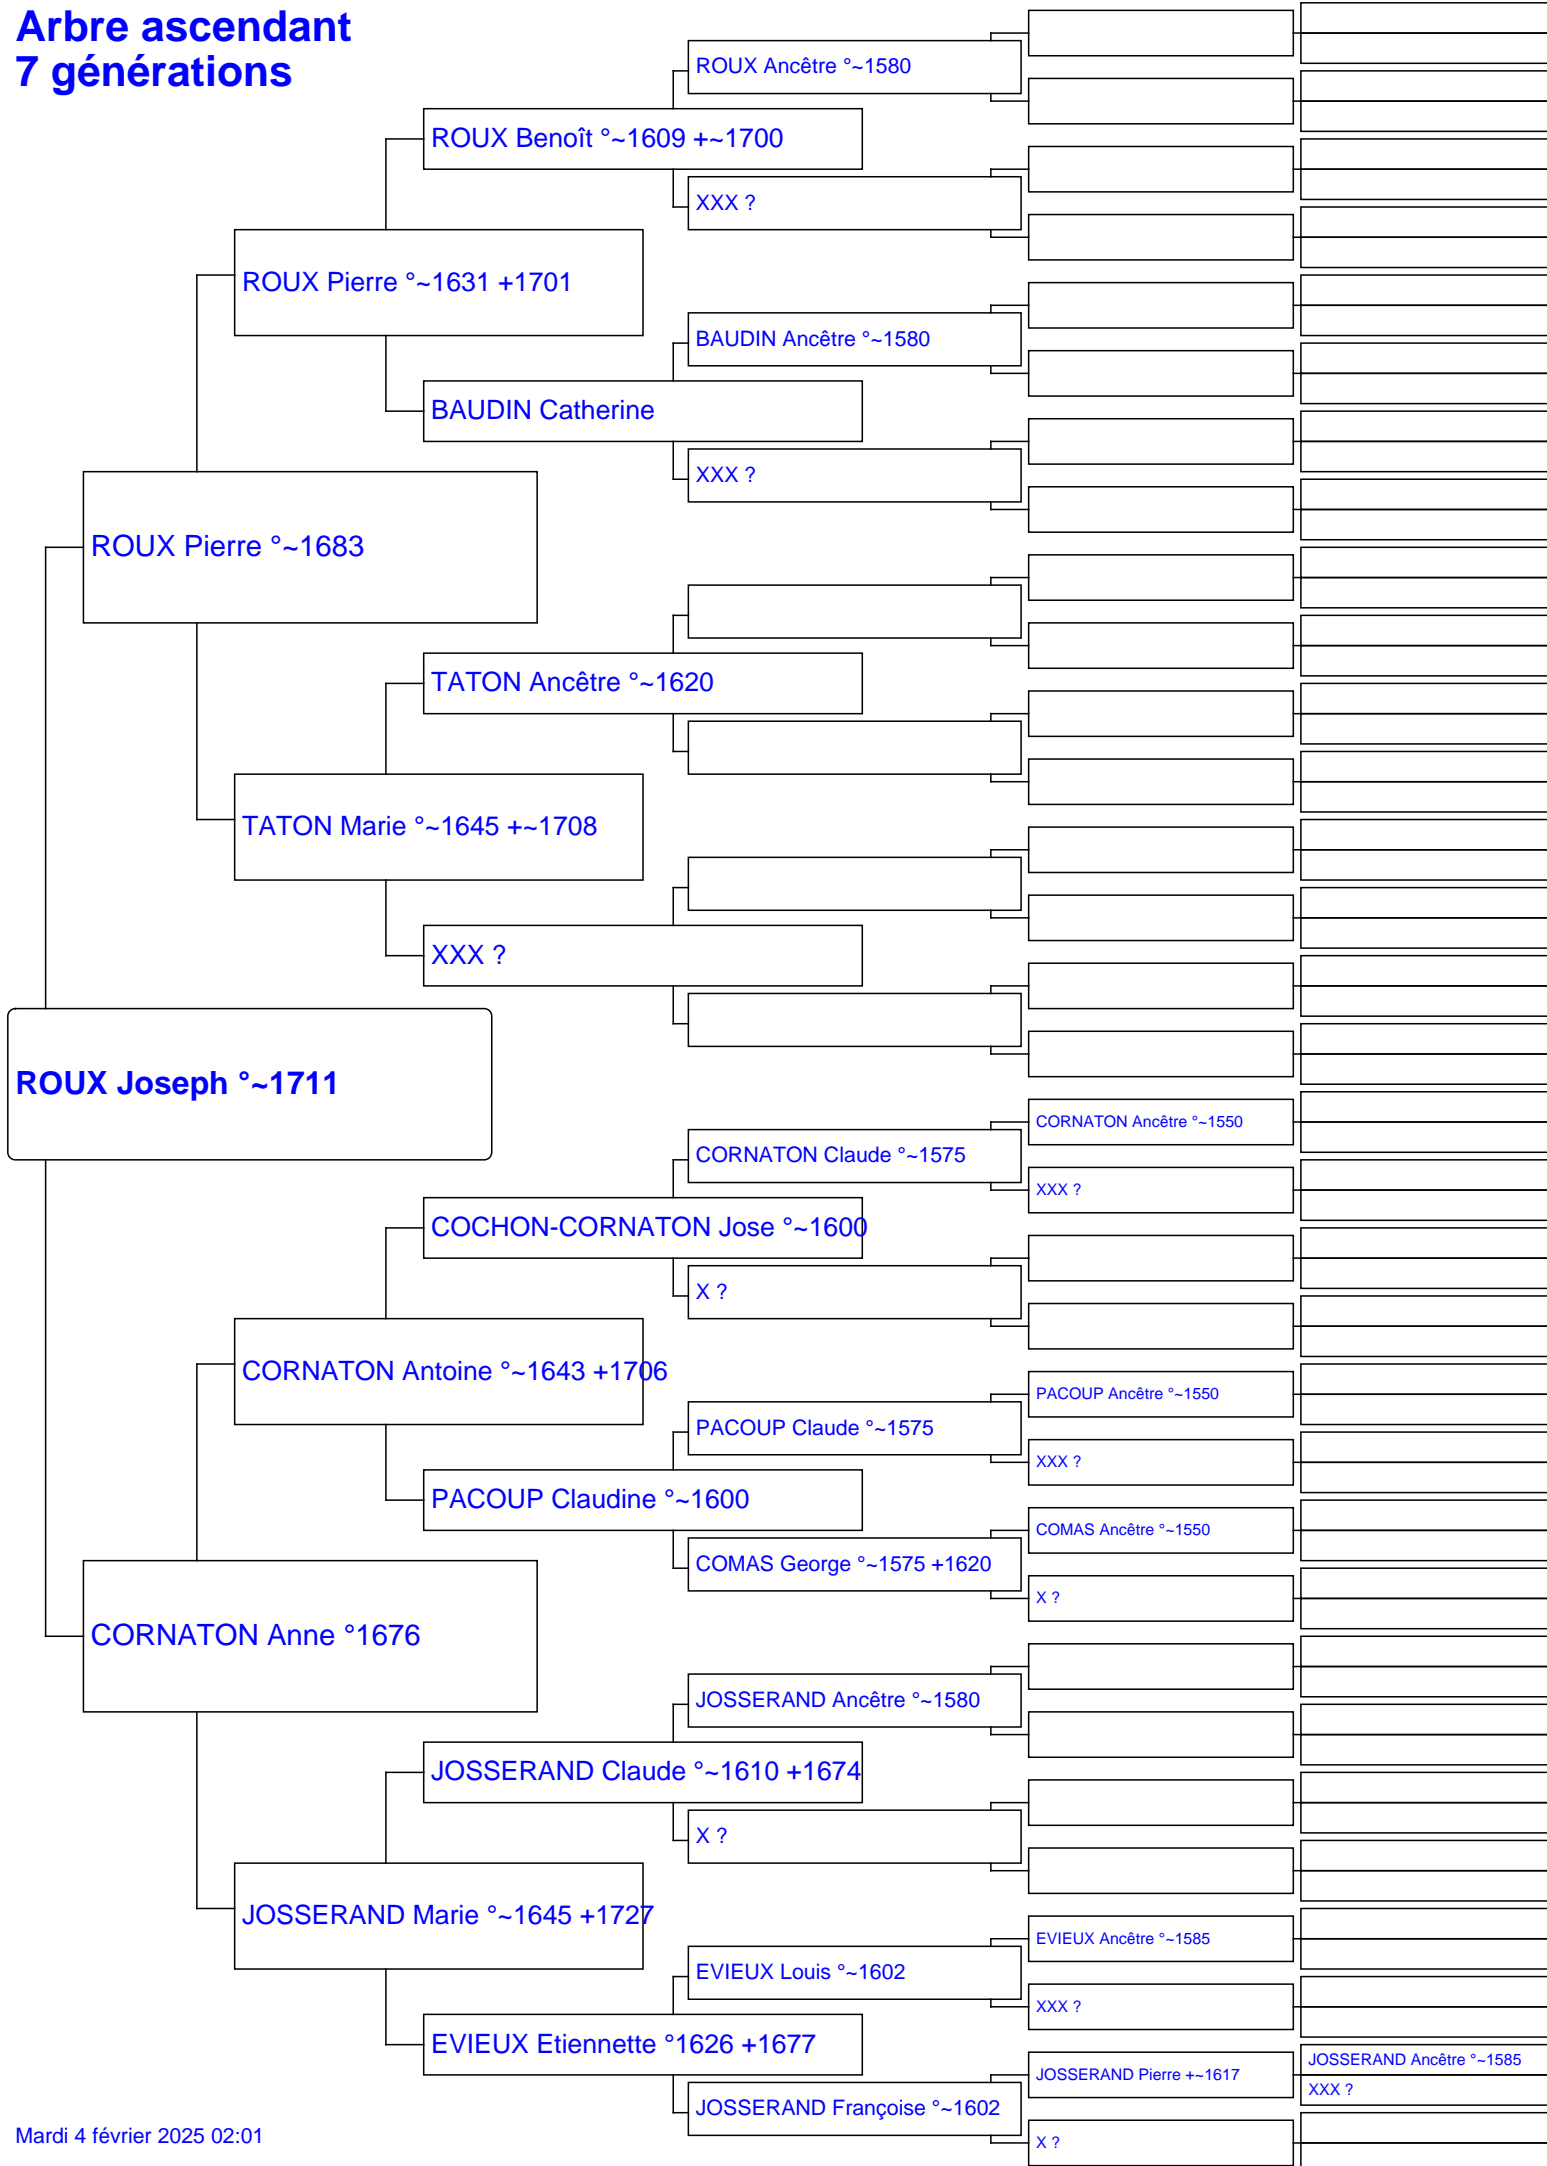 Arbre ascendant
7 générations
ROUX Ancêtre °~1580
ROUX Benoît °~1609 +~1700
XXX ?
ROUX Pierre °~1631 +1701
BAUDIN Ancêtre °~1580
BAUDIN Catherine
XXX ?
ROUX Pierre °~1683
TATON Ancêtre °~1620
TATON Marie °~1645 +~1708
XXX ?
ROUX Joseph °~1711
CORNATON Ancêtre °~1550
CORNATON Claude °~1575
XXX ?
COCHON-CORNATON Jose °~1600
X ?
CORNATON Antoine °~1643 +1706
PACOUP Ancêtre °~1550
PACOUP Claude °~1575
XXX ?
PACOUP Claudine °~1600
COMAS Ancêtre °~1550
COMAS George °~1575 +1620
X ?
CORNATON Anne °1676
JOSSERAND Ancêtre °~1580
JOSSERAND Claude °~1610 +1674
X ?
JOSSERAND Marie °~1645 +1727
EVIEUX Ancêtre °~1585
EVIEUX Louis °~1602
XXX ?
EVIEUX Etiennette °1626 +1677
JOSSERAND Ancêtre °~1585
JOSSERAND Pierre +~1617
XXX ?
JOSSERAND Françoise °~1602
X ?
Mardi 4 février 2025 02:01